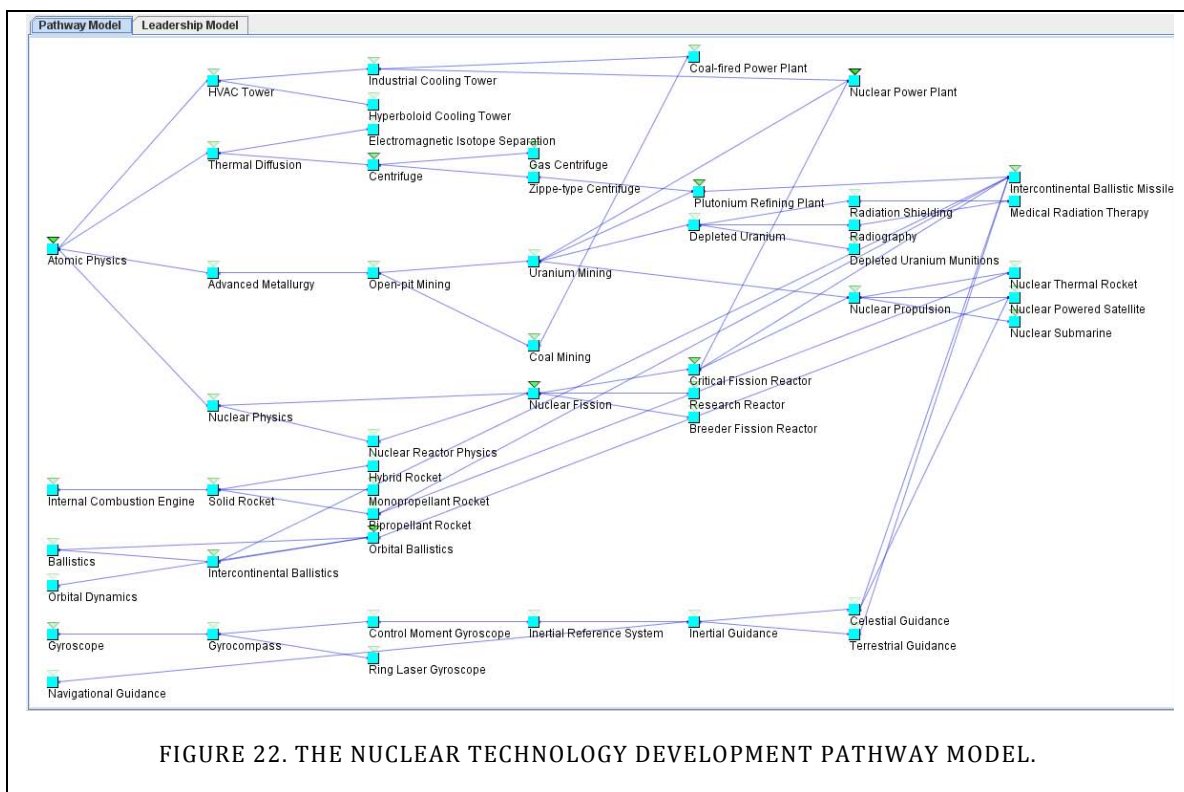 Pathway Model
Leadership Model
Coal-fired Power Plant
Industrial Cooling Tower
HVAC Tower
Nuclear Power Plant
Hyperboloid Cooling Tower
Electromagnetic Isotope Separation
Thermal Diffusion
Centrifuge
Gas Centrifuge
Zippe-type Centrifuge
Plutonium Refining Plant
Intercontinental Ballistic Missile
Radiation Shielding
Medical Radiation Therapy
Depleted Uranium
Radiography
Atomic Physics
Depleted Uranium Munitions
Uranium Mining
Advanced Metallurgy
Open-pit Mining
Nuclear Thermal Rocket
Nuclear Propulsion
Nuclear Powered Satellite
Nuclear Submarine
Coal Mining
Critical Fission Reactor
Nuclear Physics
Nuclear Fission
Research Reactor
Breeder Fission Reactor
Nuclear Reactor Physics
Hybrid Rocket
Internal Combustion Engine
Solid Rocket
Monopropellant Rocket
Bipropellant Rocket
Orbital Ballistics
Ballistics
Intercontinental Ballistics
Orbital Dynamics
Celestial Guidance
Control Moment Gyroscope
Inertial Reference System
Inertial Guidance
Gyroscope
Gyrocompass
Terrestrial Guidance
Ring Laser Gyroscope
Navigational Guidance
FIGURE 22. THE NUCLEAR TECHNOLOGY DEVELOPMENT PATHWAY MODEL.